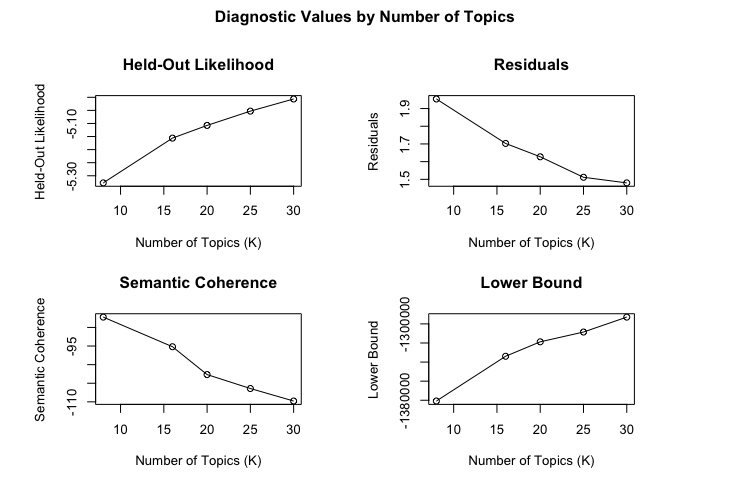 Diagnostic Values by Number of Topics
Held-Out Likelihood
Held-Out Likelihood
-5.10
-5.30
10 15 20 25 30
Number of Topics (K)
Residuals
Residuals
1.9
1.7
1.5
10 15 20 25 30
Number of Topics (K)
Semantic Coherence
Semantic Coherence
-95
-110
10 15 20 25 30
Number of Topics (K)
Lower Bound
Lower Bound
-1300000
-1380000
10 15 20 25 30
Number of Topics (K)